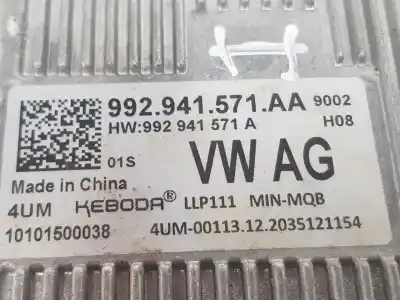 992.941.571.AA 9002
HW:992 941 571 A H08
01S VW AG
Made in China
4UM KEBODA® LLP111 MIN-MQB
10101500038 4UM-00113.12.2035121154